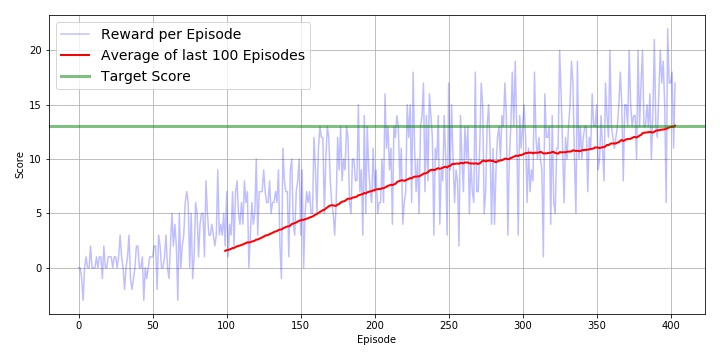 Reward per Episode
Average of last 100 Episodes
Target Score
Score
20
15
10
5
0
0 50 100 150 200 250 300 350 400
Episode